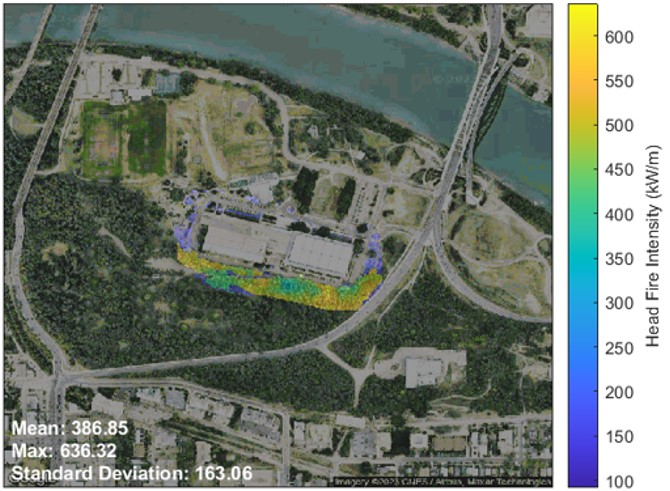 Mean: 386.85
Max: 636.32
Standard Deviation: 163.06
Imagery ©2023 CNES / Airbus, Maxar Technologies
600
550
500
450
400
350
300
250
200
150
100
Head Fire Intensity (kW/m)